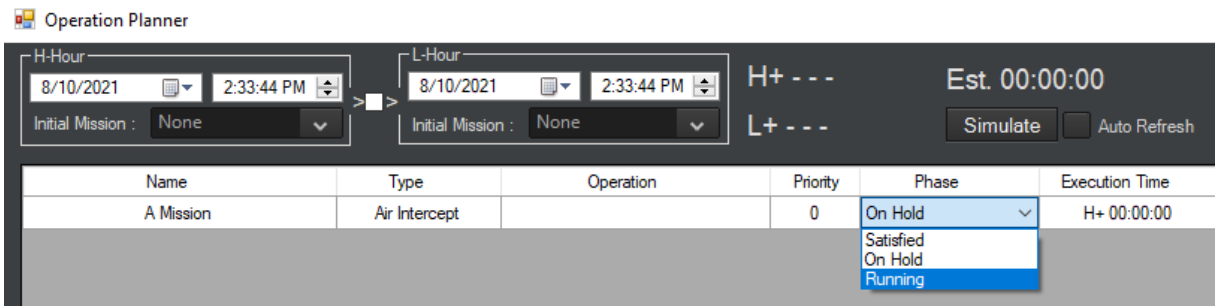 Operation Planner
H-Hour
8/10/2021 2:33:44 PM
Initial Mission : None
>
>
L-Hour
8/10/2021 2:33:44 PM
Initial Mission : None
H+ - - -
L+ - - -
Est. 00:00:00
Simulate Auto Refresh
Name Type Operation Priority Phase Execution Time
A Mission Air Intercept 0 On Hold H+ 00:00:00
Satisfied
On Hold
Running